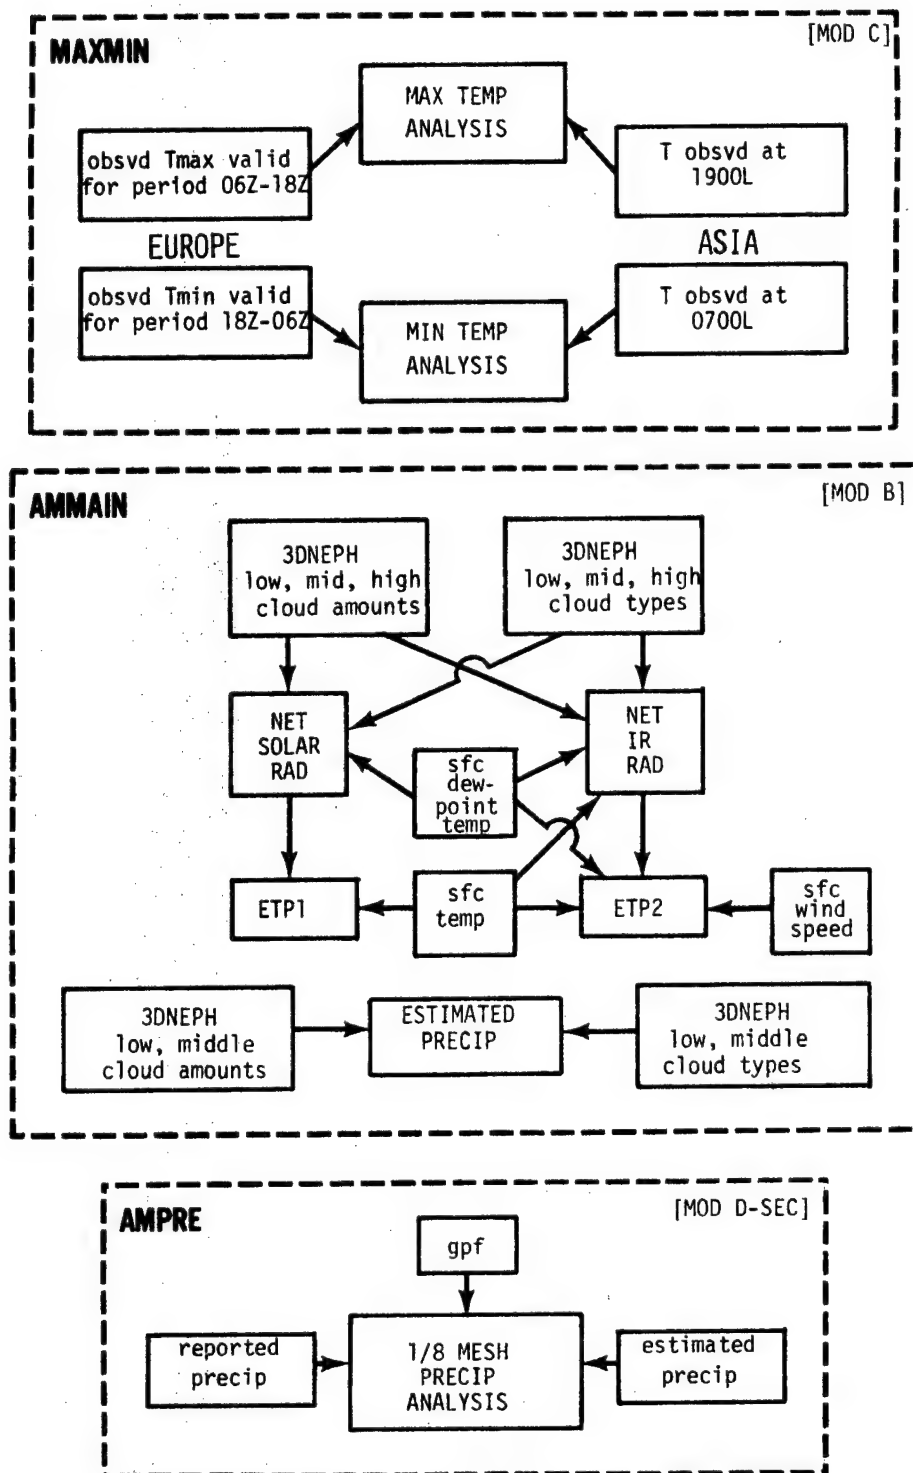 MAXMIN
[MOD C]
MAX TEMP
ANALYSIS
obsvd Tmax valid
for period 06Z-18Z
T obsvd at
1900L
EUROPE
ASIA
obsvd Tmin valid
for period 18Z-06Z
T obsvd at
0700L
MIN TEMP
ANALYSIS
AMMAIN
[MOD B]
3DNEPH
low, mid, high
cloud amounts
3DNEPH
low, mid, high
cloud types
NET
SOLAR
RAD
NET
IR
RAD
sfc
dew-
point
temp
ETP1
sfc
temp
ETP2
sfc
wind
speed
3DNEPH
low, middle
cloud amounts
ESTIMATED
PRECIP
3DNEPH
low, middle
cloud types
AMPRE
[MOD D-SEC]
gpf
reported
precip
1/8 MESH
PRECIP
ANALYSIS
estimated
precip